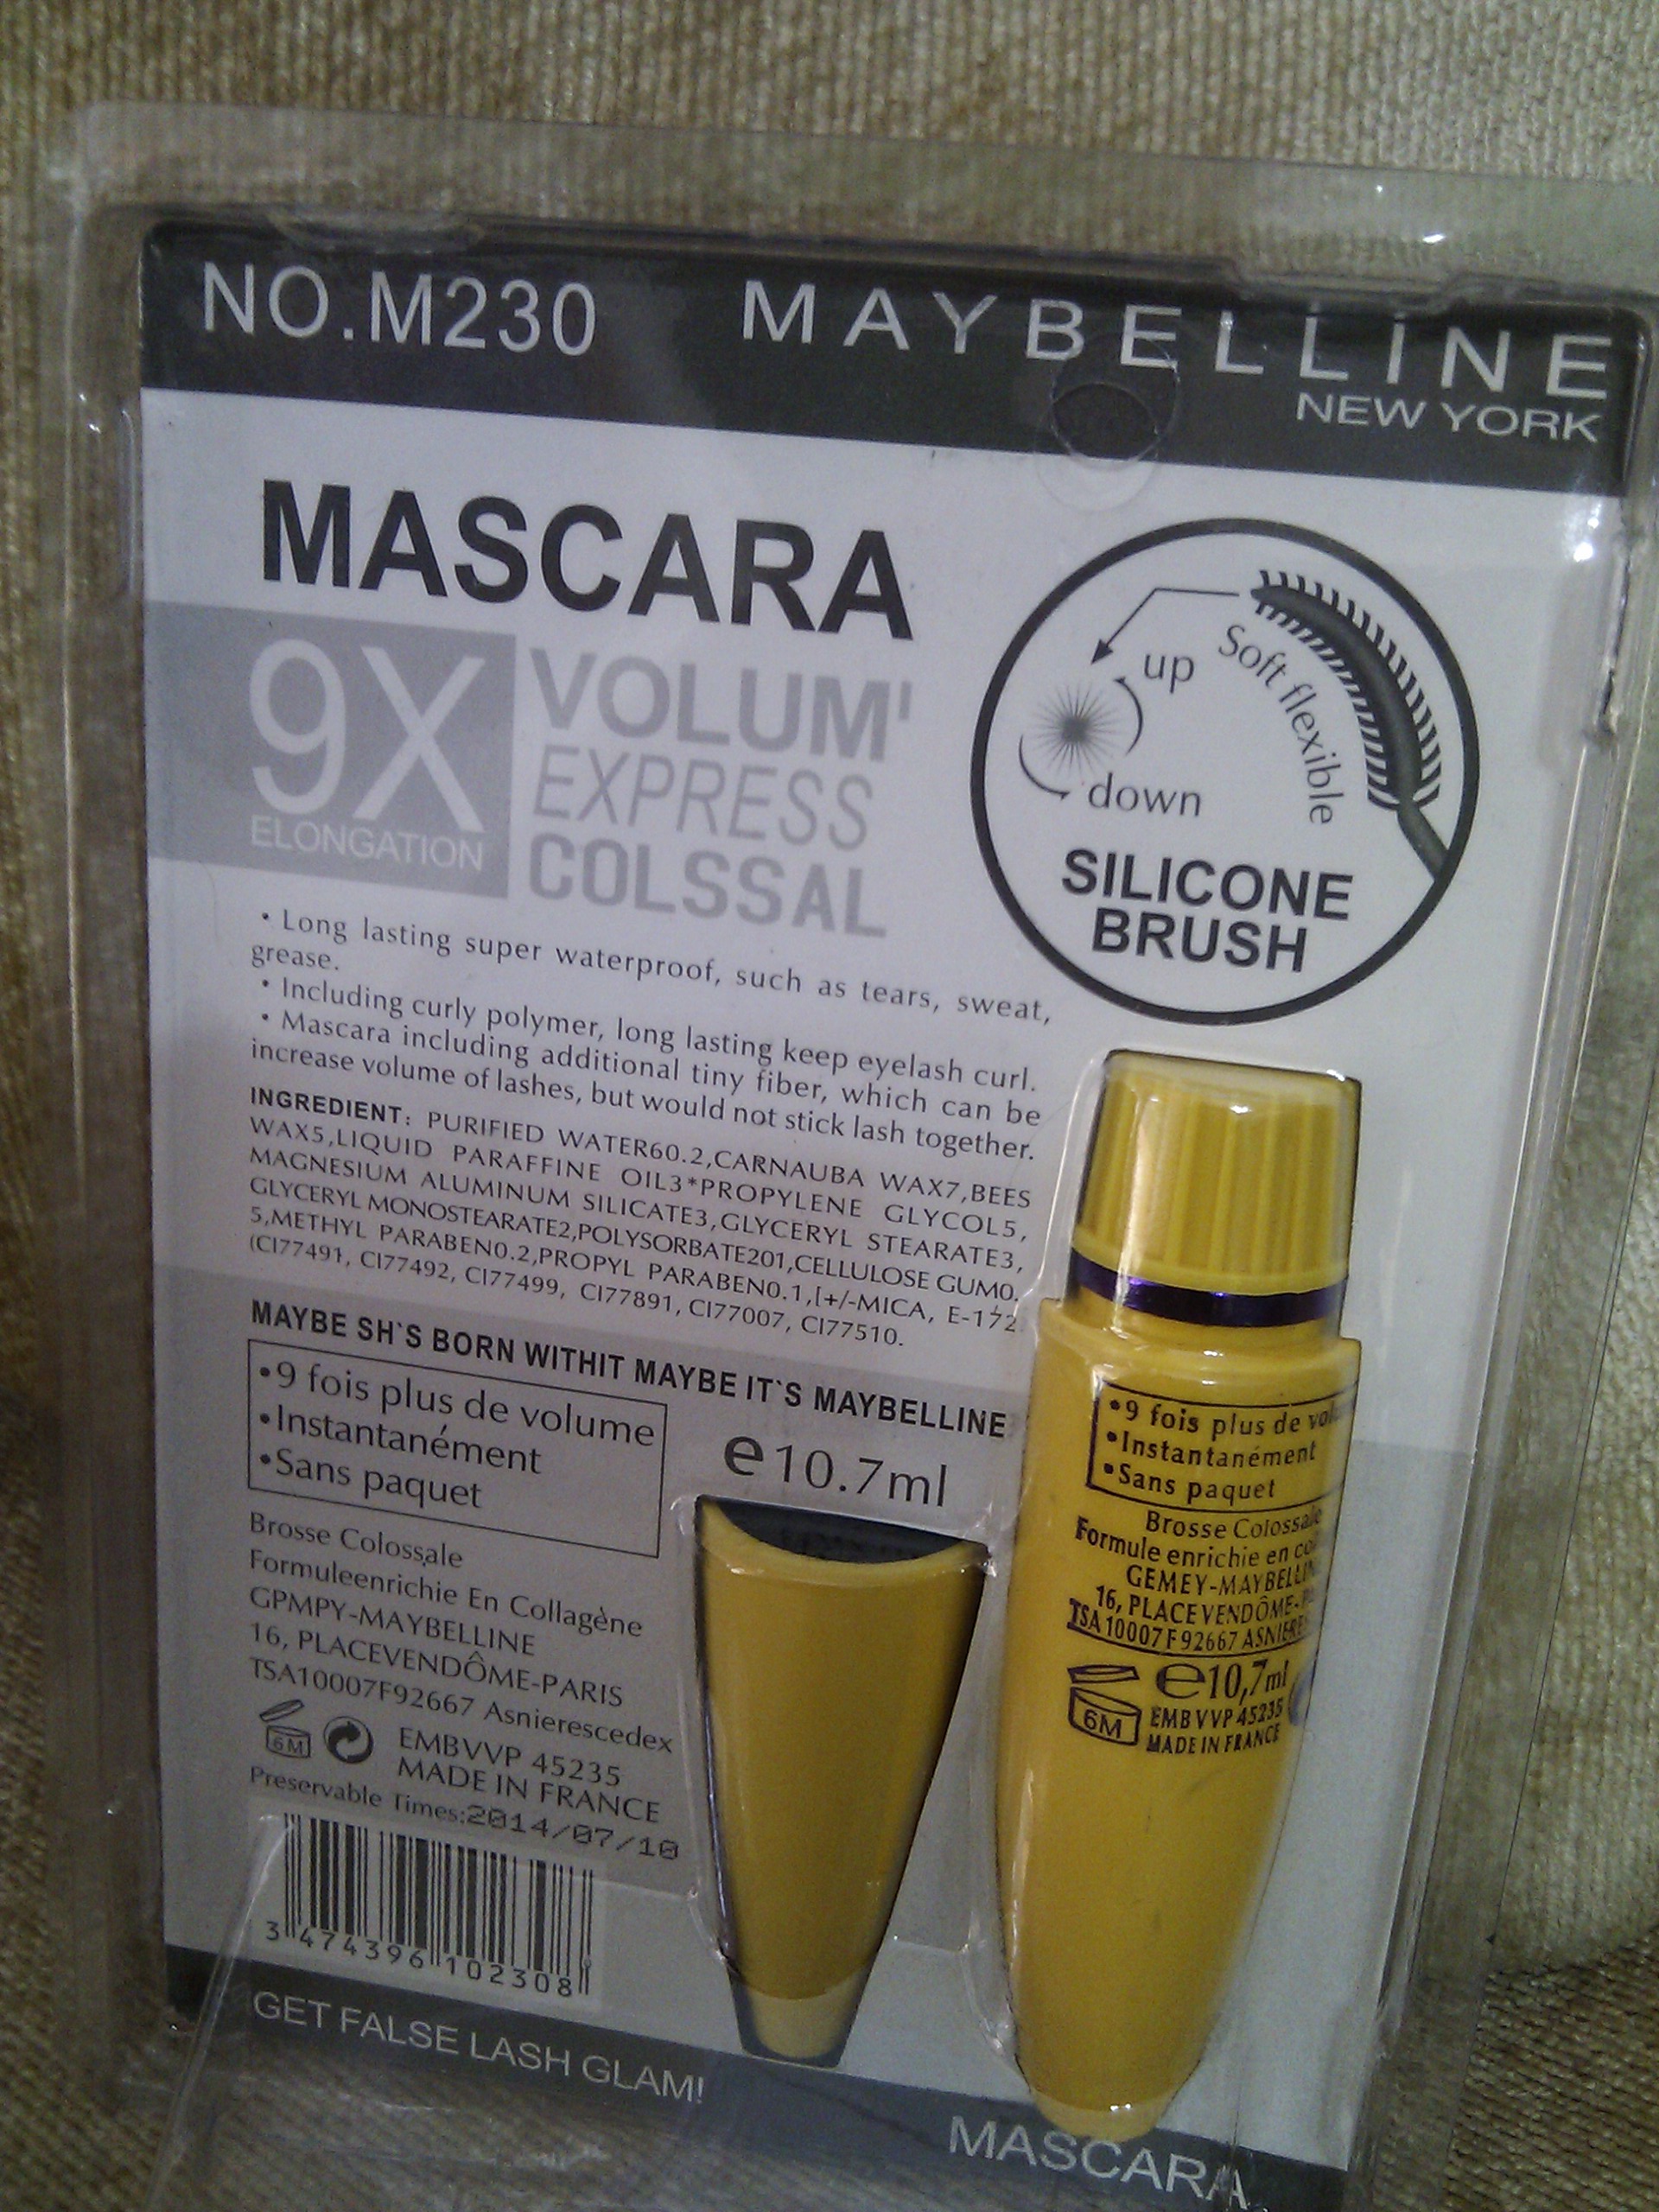 NO.M230 MAYBELLINE
NEW YORK
MASCARA
9X
ELONGATION
VOLUM'
EXPRESS
COLSSAL
up
down
Soft flexible
SILICONE
BRUSH
• Long lasting super waterproof, such as tears, sweat,
grease.
• Including curly polymer, long lasting keep eyelash curl.
• Mascara including additional tiny fiber, which can be
increase volume of lashes, but would not stick lash together.
INGREDIENT: PURIFIED WATER60.2,CARNAUBA WAX7,BEES
WAX5,LIQUID PARAFFINE OIL3*PROPYLENE GLYCOL5,
MAGNESIUM ALUMINUM SILICATE3,GLYCERYL STEARATE3,
GLYCERYL MONOSTEARATE2,POLYSORBATE201,CELLULOSE GUM0.
5,METHYL PARABEN0.2,PROPYL PARABEN0.1,[+/-MICA, E-172
(CI77491, CI77492, CI77499, CI77891, CI77007, CI77510.
MAYBE SH`S BORN WITHIT MAYBE IT`S MAYBELLINE
•9 fois plus de volume
•Instantanément
•Sans paquet
e10.7ml
Brosse Colossale
Formuleenrichie En Collagène
GPMPY-MAYBELLINE
16, PLACEVENDÔME-PARIS
TSA10007F92667 Asnierescedex
6M
EMBVVP 45235
MADE IN FRANCE
Preservable Times:2014/07/10
3 474396 102308
GET FALSE LASH GLAM!
MASCARA
•9 fois plus de
•Instantanément
•Sans paquet
Brosse Colossale
Formule enrichie en
GEMEY-MAYBELLIN
16, PLACE VENDÔME-
TSA 10007 F 92667 ASNIERE
e10,7ml
6M
EMB VVP 45235
MADE IN FRANCE